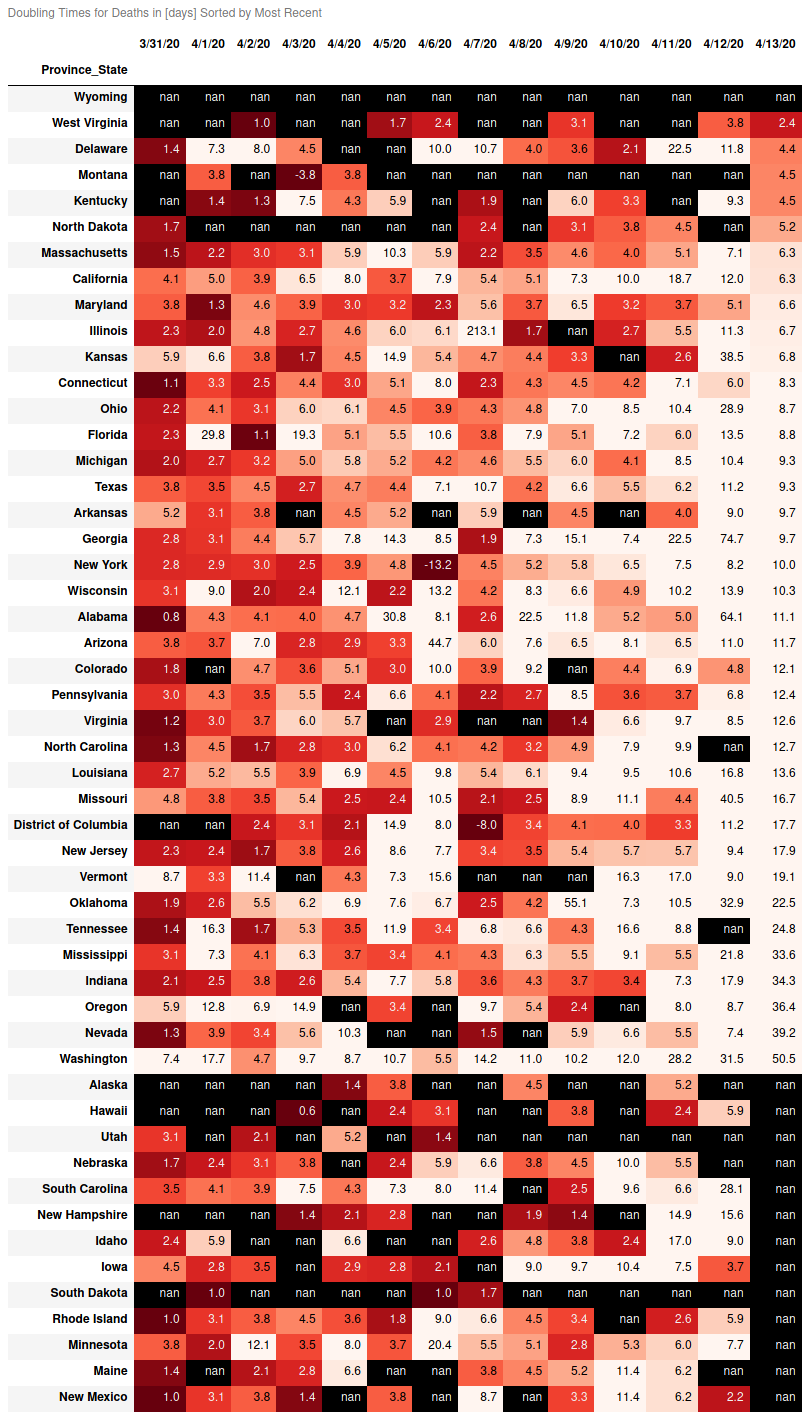 Doubling Times for Deaths in [days] Sorted by Most Recent
3/31/20 4/1/20 4/2/20 4/3/20 4/4/20 4/5/20 4/6/20 4/7/20 4/8/20 4/9/20 4/10/20 4/11/20 4/12/20 4/13/20
Province_State
Wyoming nan nan nan nan nan nan nan nan nan nan nan nan nan nan
West Virginia nan nan 1.0 nan nan 1.7 2.4 nan nan 3.1 nan nan 3.8 2.4
Delaware 1.4 7.3 8.0 4.5 nan nan 10.0 10.7 4.0 3.6 2.1 22.5 11.8 4.4
Montana nan 3.8 nan -3.8 3.8 nan nan nan nan nan nan nan nan 4.5
Kentucky nan 1.4 1.3 7.5 4.3 5.9 nan 1.9 nan 6.0 3.3 nan 9.3 4.5
North Dakota 1.7 nan nan nan nan nan nan 2.4 nan 3.1 3.8 4.5 nan 5.2
Massachusetts 1.5 2.2 3.0 3.1 5.9 10.3 5.9 2.2 3.5 4.6 4.0 5.1 7.1 6.3
California 4.1 5.0 3.9 6.5 8.0 3.7 7.9 5.4 5.1 7.3 10.0 18.7 12.0 6.3
Maryland 3.8 1.3 4.6 3.9 3.0 3.2 2.3 5.6 3.7 6.5 3.2 3.7 5.1 6.6
Illinois 2.3 2.0 4.8 2.7 4.6 6.0 6.1 213.1 1.7 nan 2.7 5.5 11.3 6.7
Kansas 5.9 6.6 3.8 1.7 4.5 14.9 5.4 4.7 4.4 3.3 nan 2.6 38.5 6.8
Connecticut 1.1 3.3 2.5 4.4 3.0 5.1 8.0 2.3 4.3 4.5 4.2 7.1 6.0 8.3
Ohio 2.2 4.1 3.1 6.0 6.1 4.5 3.9 4.3 4.8 7.0 8.5 10.4 28.9 8.7
Florida 2.3 29.8 1.1 19.3 5.1 5.5 10.6 3.8 7.9 5.1 7.2 6.0 13.5 8.8
Michigan 2.0 2.7 3.2 5.0 5.8 5.2 4.2 4.6 5.5 6.0 4.1 8.5 10.4 9.3
Texas 3.8 3.5 4.5 2.7 4.7 4.4 7.1 10.7 4.2 6.6 5.5 6.2 11.2 9.3
Arkansas 5.2 3.1 3.8 nan 4.5 5.2 nan 5.9 nan 4.5 nan 4.0 9.0 9.7
Georgia 2.8 3.1 4.4 5.7 7.8 14.3 8.5 1.9 7.3 15.1 7.4 22.5 74.7 9.7
New York 2.8 2.9 3.0 2.5 3.9 4.8 -13.2 4.5 5.2 5.8 6.5 7.5 8.2 10.0
Wisconsin 3.1 9.0 2.0 2.4 12.1 2.2 13.2 4.2 8.3 6.6 4.9 10.2 13.9 10.3
Alabama 0.8 4.3 4.1 4.0 4.7 30.8 8.1 2.6 22.5 11.8 5.2 5.0 64.1 11.1
Arizona 3.8 3.7 7.0 2.8 2.9 3.3 44.7 6.0 7.6 5.5 8.1 6.5 11.0 11.7
Colorado 1.8 nan 4.7 3.6 5.1 3.0 10.0 3.9 9.2 nan 4.4 6.9 4.8 12.1
Pennsylvania 3.0 4.3 3.5 5.5 2.4 6.6 4.1 2.2 2.7 8.5 3.6 3.7 6.8 12.4
Virginia 1.2 3.0 3.7 6.0 5.7 nan 2.9 nan nan 1.4 6.6 9.7 8.5 12.6
North Carolina 1.3 4.5 1.7 2.8 3.0 6.2 4.1 4.2 3.2 4.9 7.9 9.9 nan 12.7
Louisiana 2.7 5.2 5.5 3.9 6.9 4.5 9.8 5.4 6.1 9.4 9.5 10.6 16.8 13.6
Missouri 4.8 3.8 3.5 5.4 2.5 2.4 10.5 2.1 2.5 8.9 11.1 4.4 40.5 16.7
District of Columbia nan nan 2.4 3.1 2.1 14.9 8.0 -8.0 3.4 4.1 4.0 3.3 11.2 17.7
New Jersey 2.3 2.4 1.7 3.8 2.6 8.6 7.7 3.4 3.5 5.4 5.7 5.7 9.4 17.9
Vermont 8.7 3.3 11.4 nan 4.3 7.3 15.6 nan nan nan 16.3 17.0 9.0 19.1
Oklahoma 1.9 2.6 5.5 6.2 6.9 7.6 6.7 2.5 4.2 55.1 7.3 10.5 32.9 22.5
Tennessee 1.4 16.3 1.7 5.3 3.5 11.9 3.4 6.8 6.6 4.3 16.6 8.8 nan 24.8
Mississippi 3.1 7.3 4.1 6.3 3.7 3.4 4.1 4.3 6.3 5.5 9.1 5.5 21.8 33.6
Indiana 2.1 2.5 3.8 2.6 5.4 7.7 5.8 3.6 4.3 3.7 3.4 7.3 17.9 34.3
Oregon 5.9 12.8 6.9 14.9 nan 3.4 nan 9.7 5.4 2.4 nan 8.0 8.7 36.4
Nevada 1.3 3.9 3.4 5.6 10.3 nan nan 1.5 nan 5.9 6.6 5.5 7.4 39.2
Washington 7.4 17.7 4.7 9.7 8.7 10.7 5.5 14.2 11.0 10.2 12.0 28.2 31.5 50.5
Alaska nan nan nan nan 1.4 3.8 nan nan 4.5 nan nan 5.2 nan nan
Hawaii nan nan nan 0.6 nan 2.4 3.1 nan nan 3.8 nan 2.4 5.9 nan
Utah 3.1 nan 2.1 nan 5.2 nan 1.4 nan nan nan nan nan nan nan
Nebraska 1.7 2.4 3.1 3.8 nan 2.4 5.9 6.6 3.8 4.5 10.0 5.5 nan nan
South Carolina 3.5 4.1 3.9 7.5 4.3 7.3 8.0 11.4 nan 2.5 9.6 6.6 28.1 nan
New Hampshire nan nan nan 1.4 2.1 2.8 nan nan 1.9 1.4 nan 14.9 15.6 nan
Idaho 2.4 5.9 nan nan 6.6 nan nan 2.6 4.8 3.8 2.4 17.0 9.0 nan
Iowa 4.5 2.8 3.5 nan 2.9 2.8 2.1 nan 9.0 9.7 10.4 7.5 3.7 nan
South Dakota nan 1.0 nan nan nan nan 1.0 1.7 nan nan nan nan nan nan
Rhode Island 1.0 3.1 3.8 4.5 3.6 1.8 9.0 6.6 4.5 3.4 nan 2.6 5.9 nan
Minnesota 3.8 2.0 12.1 3.5 8.0 3.7 20.4 5.5 5.1 2.8 5.3 6.0 7.7 nan
Maine 1.4 nan 2.1 2.8 6.6 nan nan 3.8 4.5 5.2 11.4 6.2 nan nan
New Mexico 1.0 3.1 3.8 1.4 nan 3.8 nan 8.7 nan 3.3 11.4 6.2 2.2 nan